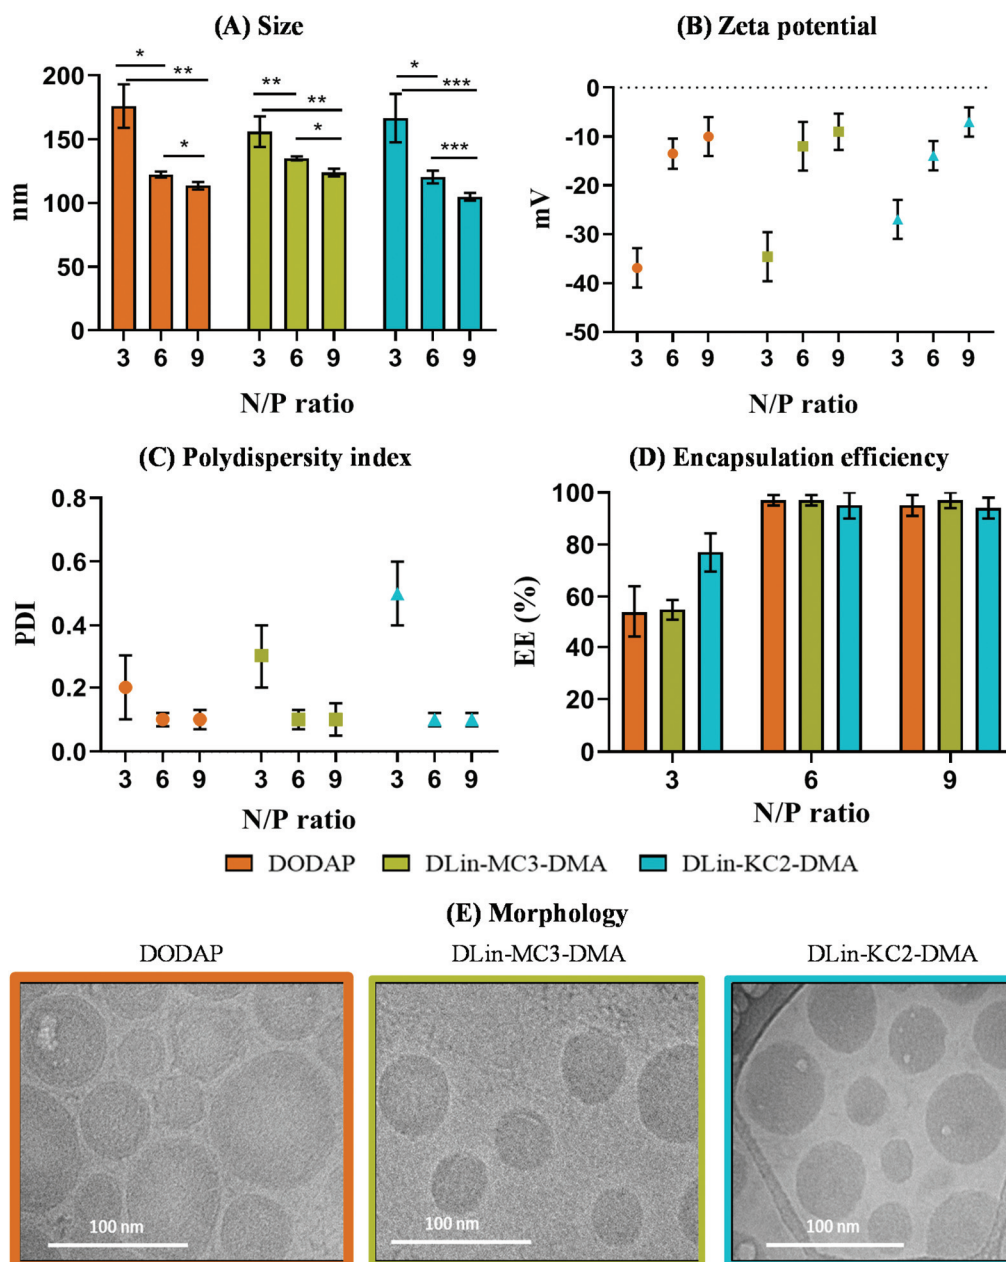 (A) Size
* ** * ** ** * * *** ***
200
150
100
50
0
nm
3 6 9 3 6 9 3 6 9
N/P ratio
(B) Zeta potential
-0
-10
-20
-30
-40
-50
mV
3 6 9 3 6 9 3 6 9
N/P ratio
(C) Polydispersity index
0.8
0.6
0.4
0.2
0.0
PDI
3 6 9 3 6 9 3 6 9
N/P ratio
(D) Encapsulation efficiency
100
80
60
40
20
0
EE (%)
3 6 9
N/P ratio
DODAP DLin-MC3-DMA DLin-KC2-DMA
(E) Morphology
DODAP DLin-MC3-DMA DLin-KC2-DMA
100 nm 100 nm 100 nm